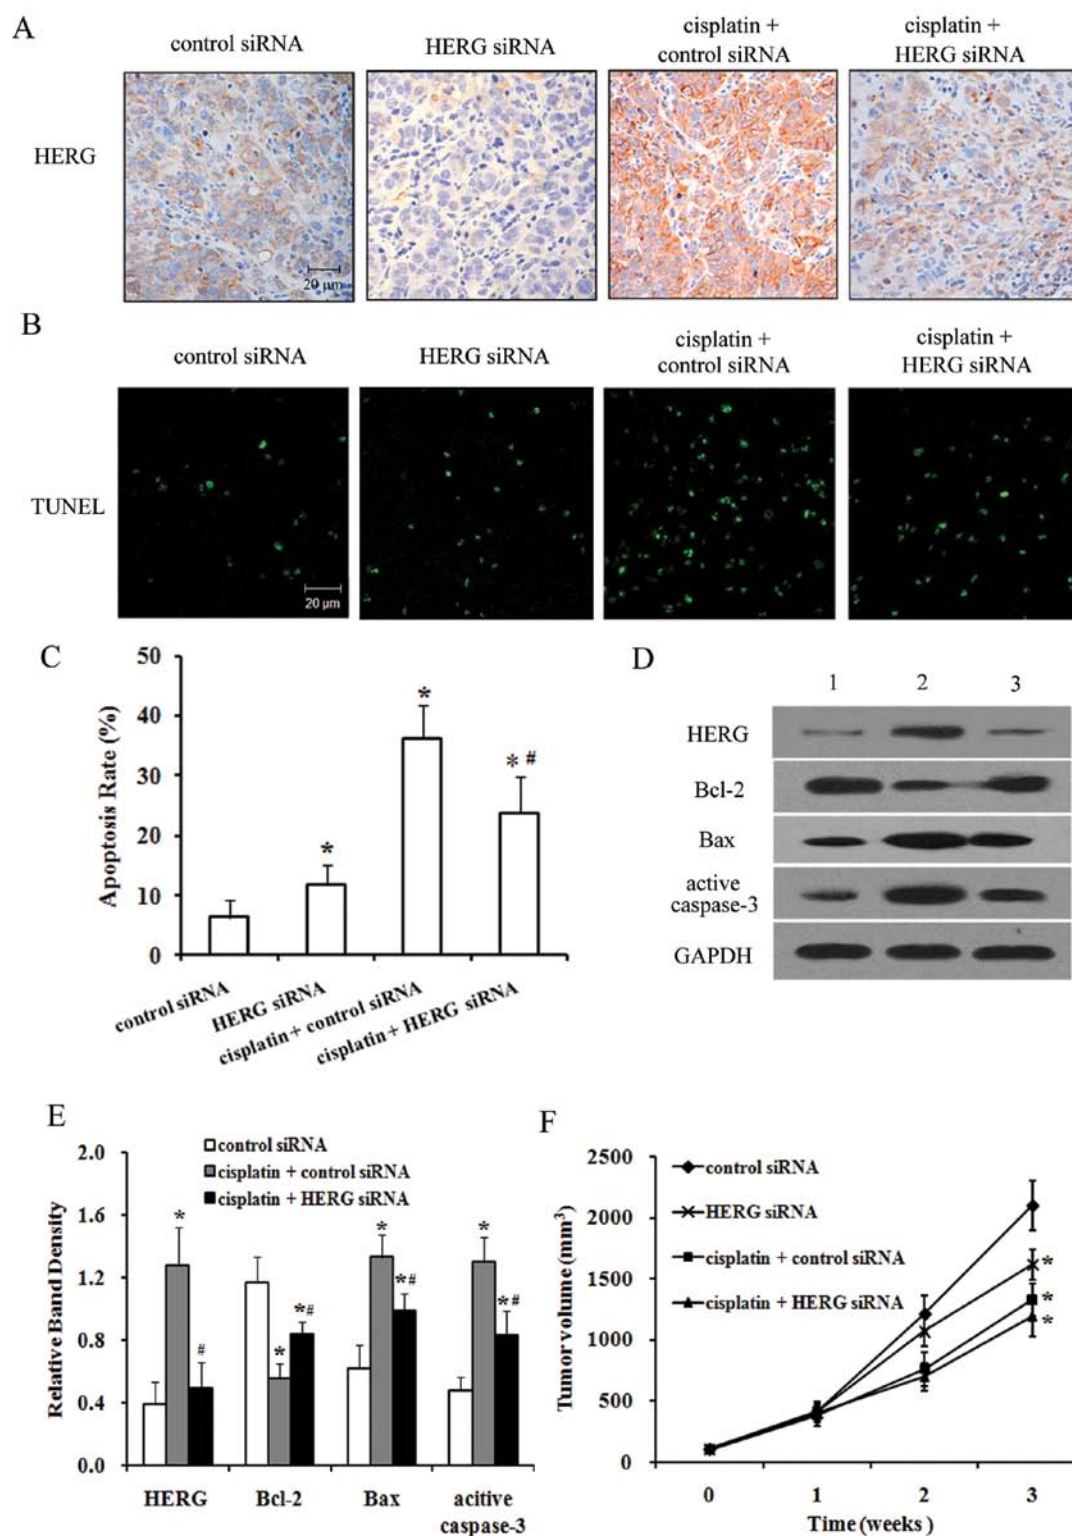 A
control siRNA
HERG siRNA
cisplatin +
control siRNA
cisplatin +
HERG siRNA
HERG
20 µm
B
control siRNA
HERG siRNA
cisplatin +
control siRNA
cisplatin +
HERG siRNA
TUNEL
20 µm
C
Apoptosis Rate (%)
50
40
30
20
10
0
*
*
* #
control siRNA
HERG siRNA
cisplatin + control siRNA
cisplatin + HERG siRNA
D
1 2 3
HERG
Bcl-2
Bax
active
caspase-3
GAPDH
E
Relative Band Density
2.0
1.6
1.2
0.8
0.4
0.0
control siRNA
cisplatin + control siRNA
cisplatin + HERG siRNA
*
#
*
*#
*
*#
*
*#
HERG
Bcl-2
Bax
acitive
caspase-3
F
Tumor volume (mm³)
2500
2000
1500
1000
500
0
control siRNA
HERG siRNA
cisplatin + control siRNA
cisplatin + HERG siRNA
*
*
*
0 1 2 3
Time (weeks)